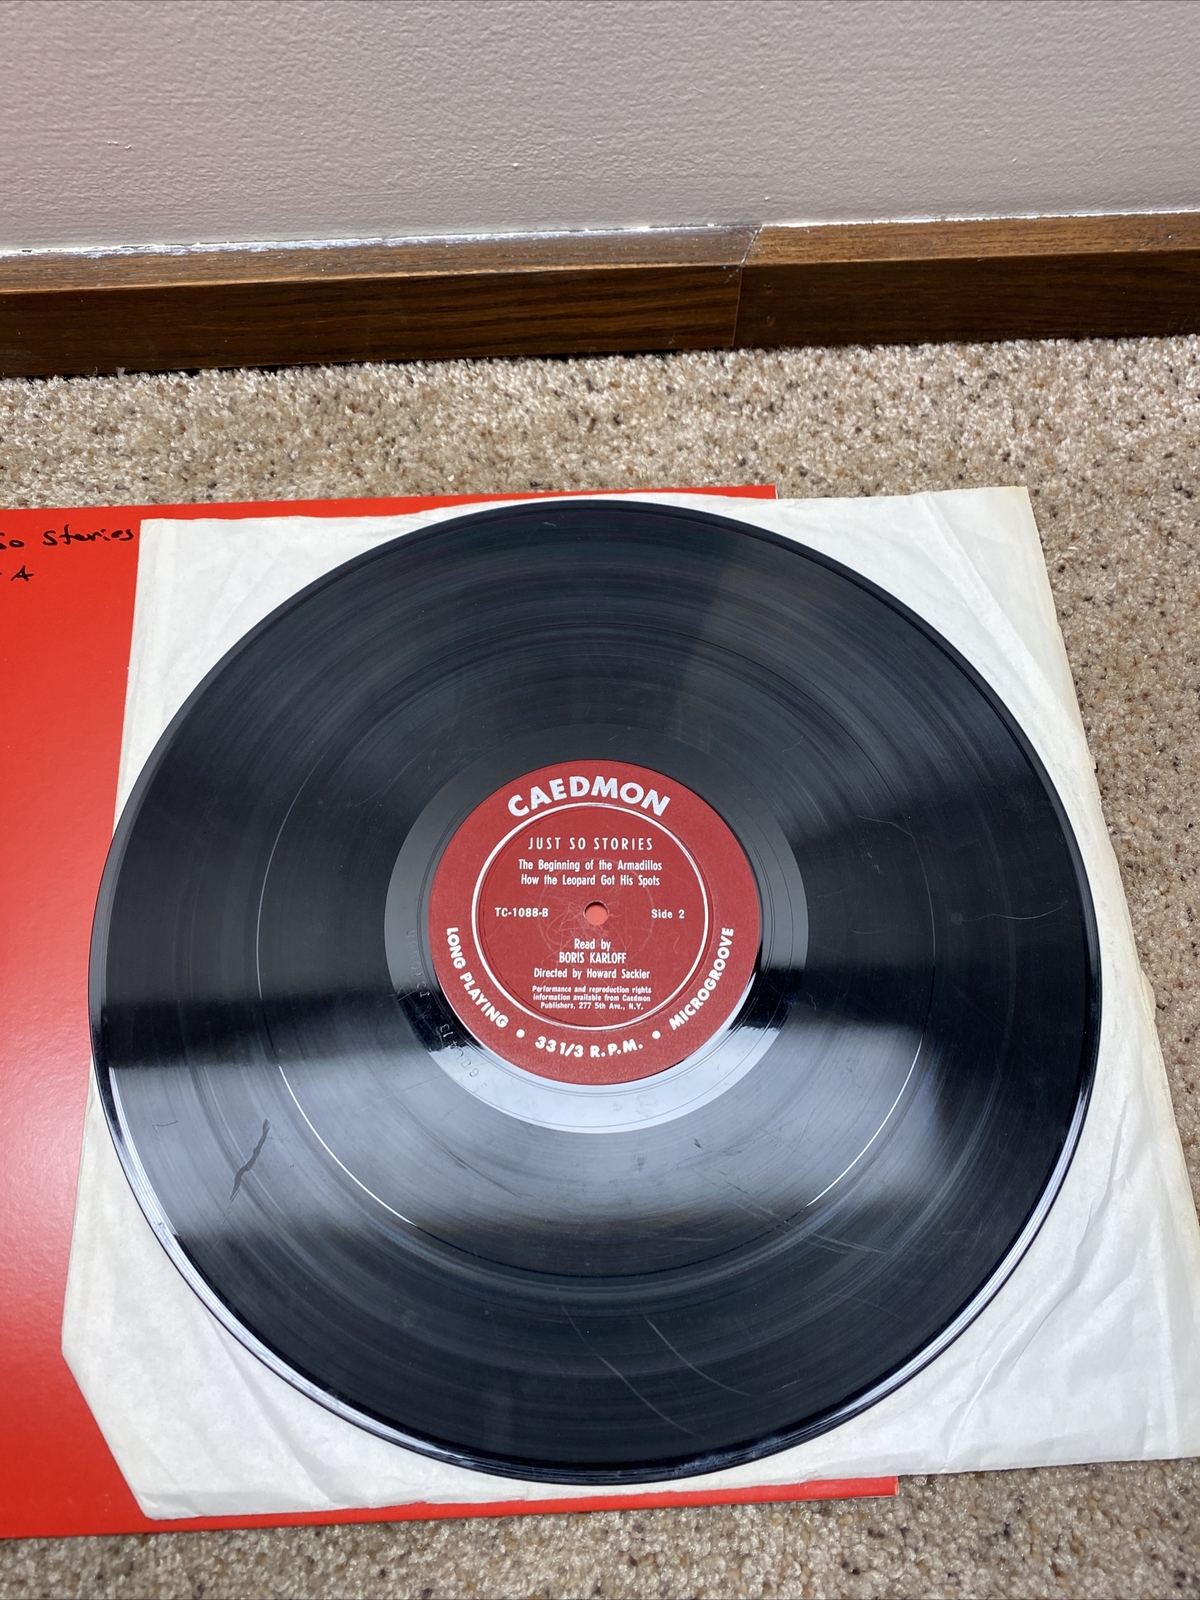 So Stories
A
CAEDMON
JUST SO STORIES
The Beginning of the Armadillos
How the Leopard Got His Spots
TC-1088-B Side 2
Read by
BORIS KARLOFF
Directed by Howard Sackler
Performance and reproduction rights
information available from Caedmon
Publishers, 277 5th Ave., N.Y.
LONG PLAYING • 33 1/3 R.P.M. • MICROGROOVE